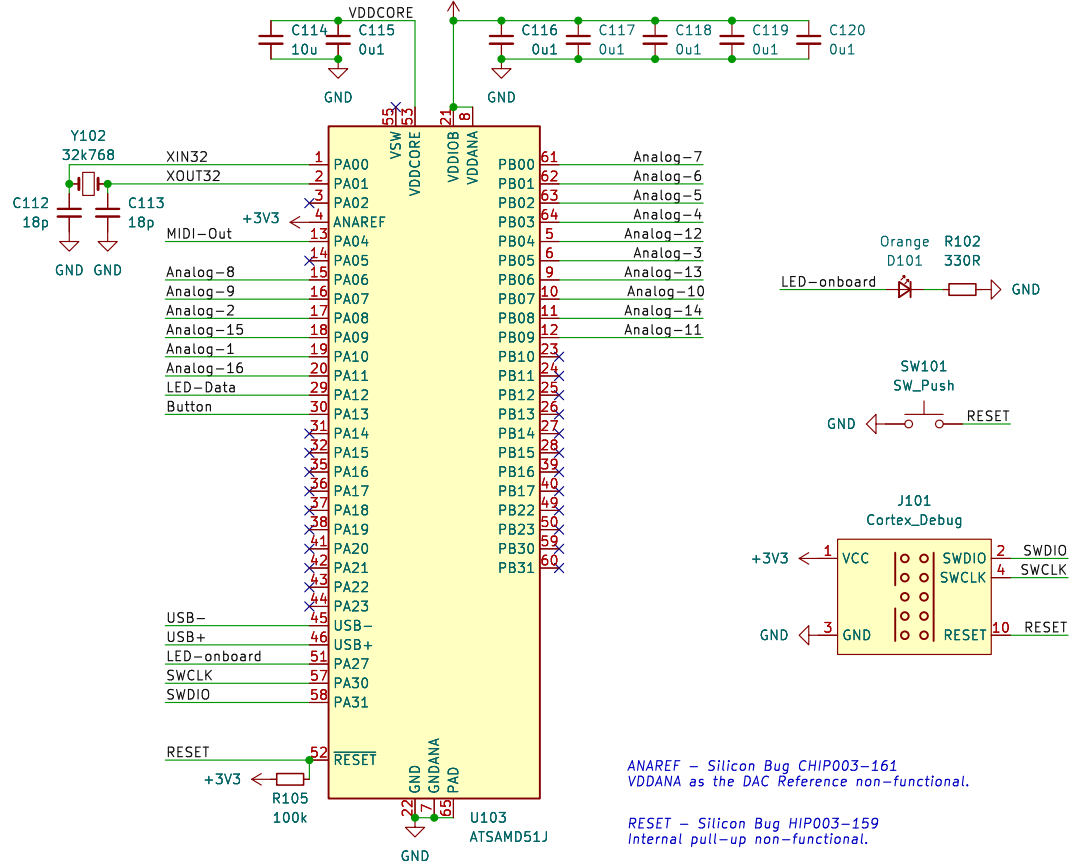 VDDCORE
C114
10u
C115
0u1
GND
C116
0u1
C117
0u1
C118
0u1
C119
0u1
C120
0u1
GND
Y102
32k768
C112
18p
C113
18p
GND GND
55 53 21 8
VSW VDDCORE VDDIOB VDDANA
XIN32 1 PA00
XOUT32 2 PA01
3 PA02
+3V3 4 ANAREF
MIDI-Out 13 PA04
14 PA05
Analog-8 15 PA06
Analog-9 16 PA07
Analog-2 17 PA08
Analog-15 18 PA09
Analog-1 19 PA10
Analog-16 20 PA11
LED-Data 29 PA12
Button 30 PA13
31 PA14
32 PA15
35 PA16
36 PA17
37 PA18
38 PA19
41 PA20
42 PA21
43 PA22
44 PA23
USB- 45 USB-
USB+ 46 USB+
LED-onboard 51 PA27
SWCLK 57 PA30
SWDIO 58 PA31
RESET 52 RESET
+3V3
R105
100k
PB00 61 Analog-7
PB01 62 Analog-6
PB02 63 Analog-5
PB03 64 Analog-4
PB04 5 Analog-12
PB05 6 Analog-3
PB06 9 Analog-13
PB07 10 Analog-10
PB08 11 Analog-14
PB09 12 Analog-11
PB10 23
PB11 24
PB12 25
PB13 26
PB14 27
PB15 28
PB16 39
PB17 40
PB22 49
PB23 50
PB30 59
PB31 60
GND GNDANA PAD
22 7 65
GND
U103
ATSAMD51J
Orange
D101
R102
330R
LED-onboard
GND
SW101
SW_Push
GND RESET
J101
Cortex_Debug
+3V3 1 VCC
SWDIO 2 SWDIO
SWCLK 4 SWCLK
GND 3 GND
RESET 10 RESET
ANAREF - Silicon Bug CHIP003-161
VDDANA as the DAC Reference non-functional.
RESET - Silicon Bug HIP003-159
Internal pull-up non-functional.